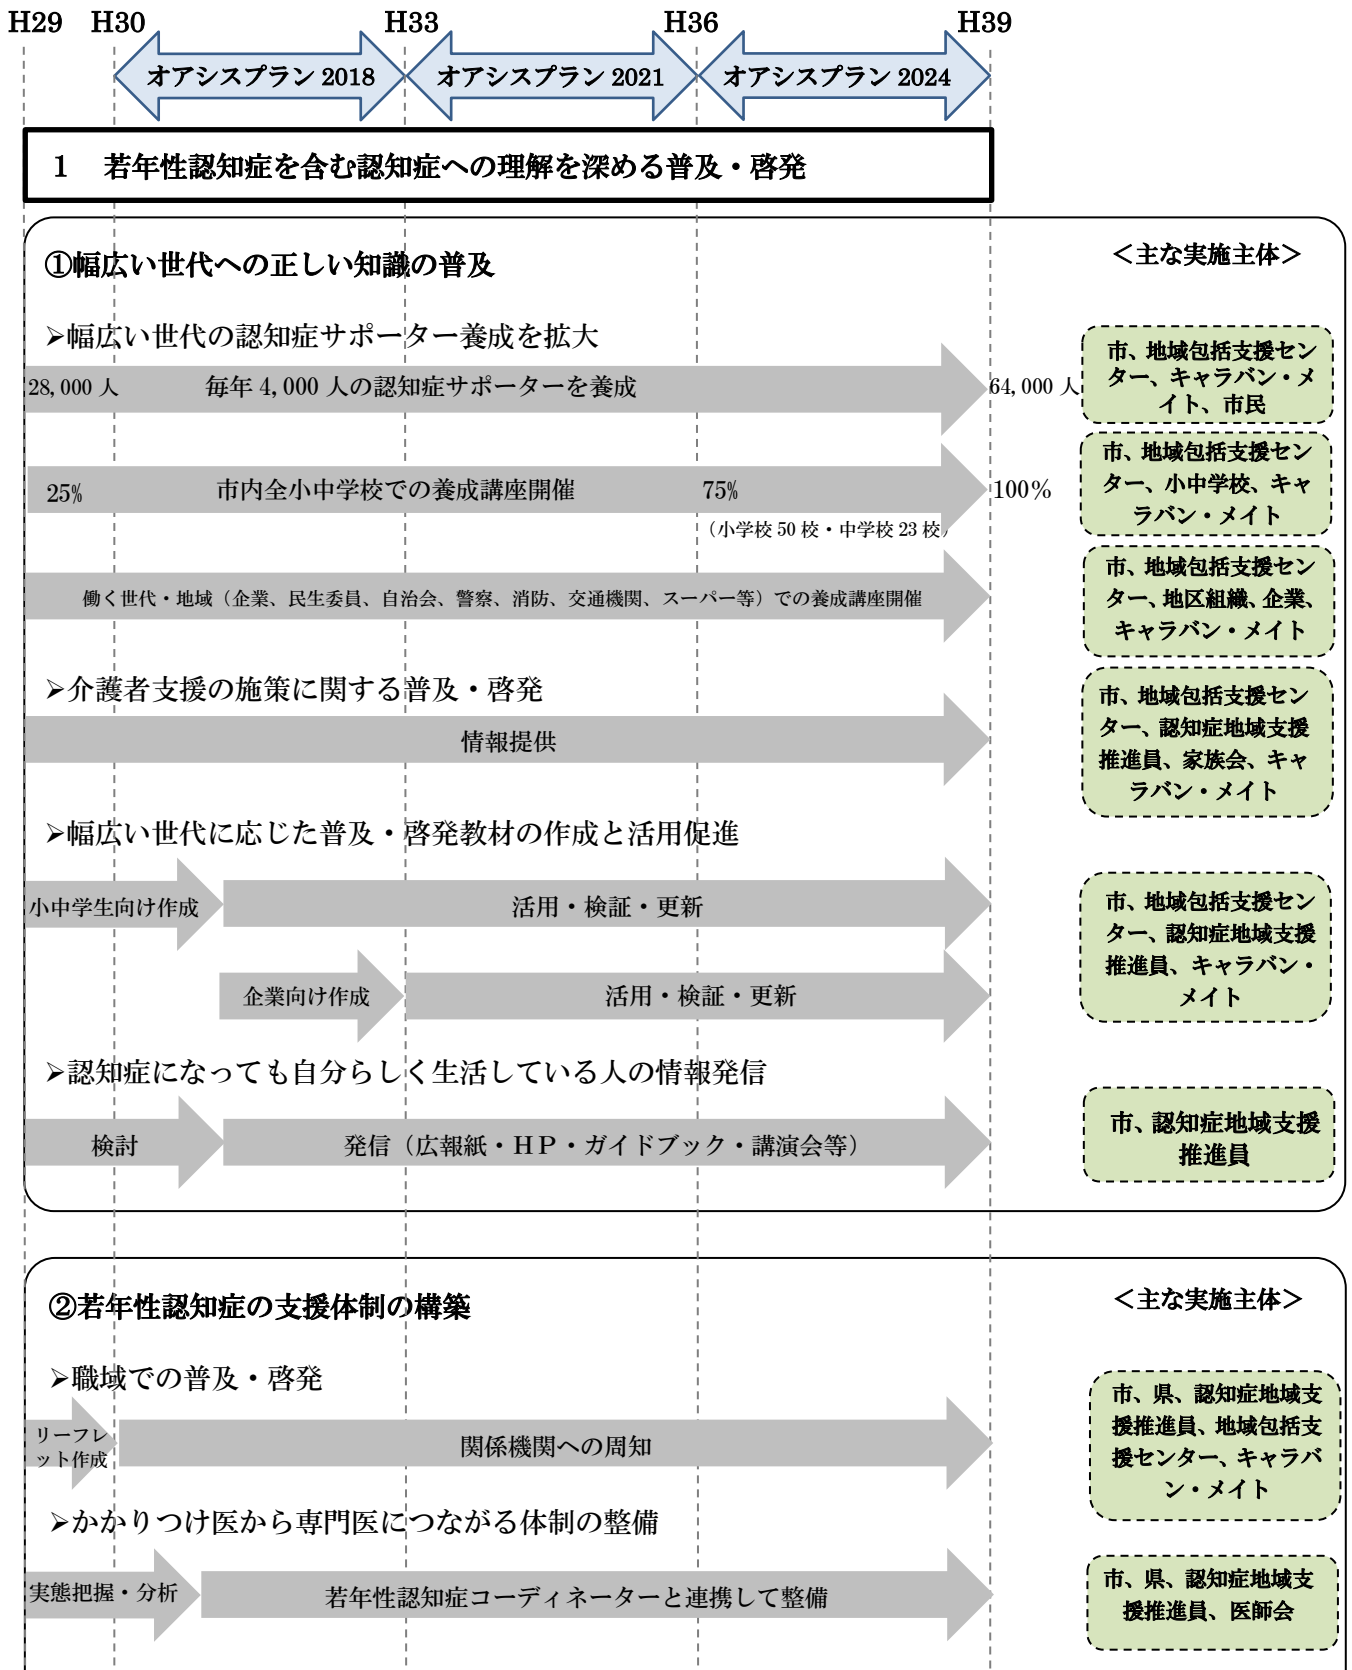 H29 H30 H33 H36 H39
オアシスプラン 2018 オアシスプラン 2021 オアシスプラン 2024
1 若年性認知症を含む認知症への理解を深める普及・啓発
①幅広い世代への正しい知識の普及
＜主な実施主体＞
➢幅広い世代の認知症サポーター養成を拡大
28,000 人 毎年 4,000 人の認知症サポーターを養成 64,000 人
市、地域包括支援セン
ター、キャラバン・メ
イト、市民
25% 市内全小中学校での養成講座開催 75% 100%
（小学校 50 校・中学校 23 校）
市、地域包括支援セン
ター、小中学校、キャ
ラバン・メイト
働く世代・地域（企業、民生委員、自治会、警察、消防、交通機関、スーパー等）での養成講座開催
市、地域包括支援セン
ター、地区組織、企業、
キャラバン・メイト
➢介護者支援の施策に関する普及・啓発
情報提供
市、地域包括支援セン
ター、認知症地域支援
推進員、家族会、キャ
ラバン・メイト
➢幅広い世代に応じた普及・啓発教材の作成と活用促進
小中学生向け作成 活用・検証・更新
企業向け作成 活用・検証・更新
市、地域包括支援セン
ター、認知症地域支援
推進員、キャラバン・
メイト
➢認知症になっても自分らしく生活している人の情報発信
検討 発信（広報紙・ＨＰ・ガイドブック・講演会等）
市、認知症地域支援
推進員
②若年性認知症の支援体制の構築
＜主な実施主体＞
➢職域での普及・啓発
リーフレ
ット作成
関係機関への周知
市、県、認知症地域支
援推進員、地域包括支
援センター、キャラバ
ン・メイト
➢かかりつけ医から専門医につながる体制の整備
実態把握・分析 若年性認知症コーディネーターと連携して整備
市、県、認知症地域支
援推進員、医師会